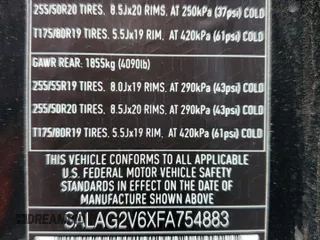 255/50R20 TIRES. 8.5Jx20 RIMS. AT 250kPa (37psi) COLD
T175/80R19 TIRES. 5.5Jx19 RIM. AT 420kPa (61psi) COLD
GAWR REAR: 1855kg (4090lb)
255/55R19 TIRES. 8.0Jx19 RIMS. AT 290kPa (43psi) COLD
255/50R20 TIRES. 8.5Jx20 RIMS. AT 290kPa (43psi) COLD
T175/80R19 TIRES. 5.5Jx19 RIM. AT 420kPa (61psi) COLD
THIS VEHICLE CONFORMS TO ALL APPLICABLE
U.S. FEDERAL MOTOR VEHICLE SAFETY AND
THEFT PREVENTION STANDARDS IN EFFECT
ON THE DATE OF MANUFACTURE SHOWN ABOVE.
SALAG2V6XFA754883